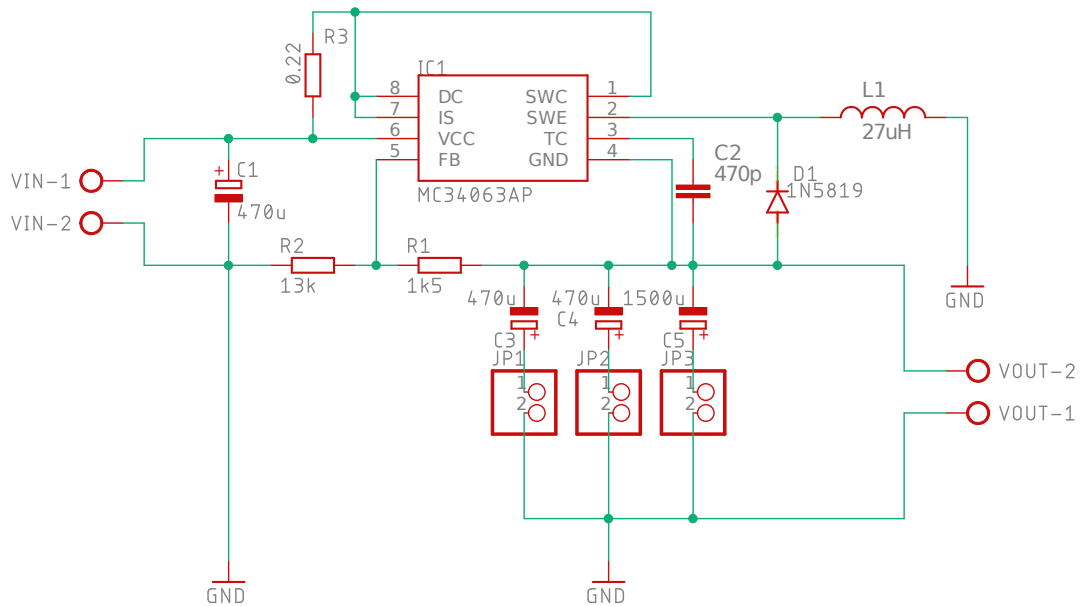 R3
0.22
IC1
8
DC
SWC
1
7
IS
SWE
2
6
VCC
TC
3
5
FB
GND
4
MC34063AP
L1
27uH
C2
470p
D1
1N5819
VIN-1
VIN-2
C1
+
470u
R2
13k
R1
1k5
GND
470u
+
C3
JP1
1
2
470u
+
C4
JP2
1
2
1500u
+
C5
JP3
1
2
VOUT-2
VOUT-1
GND
GND